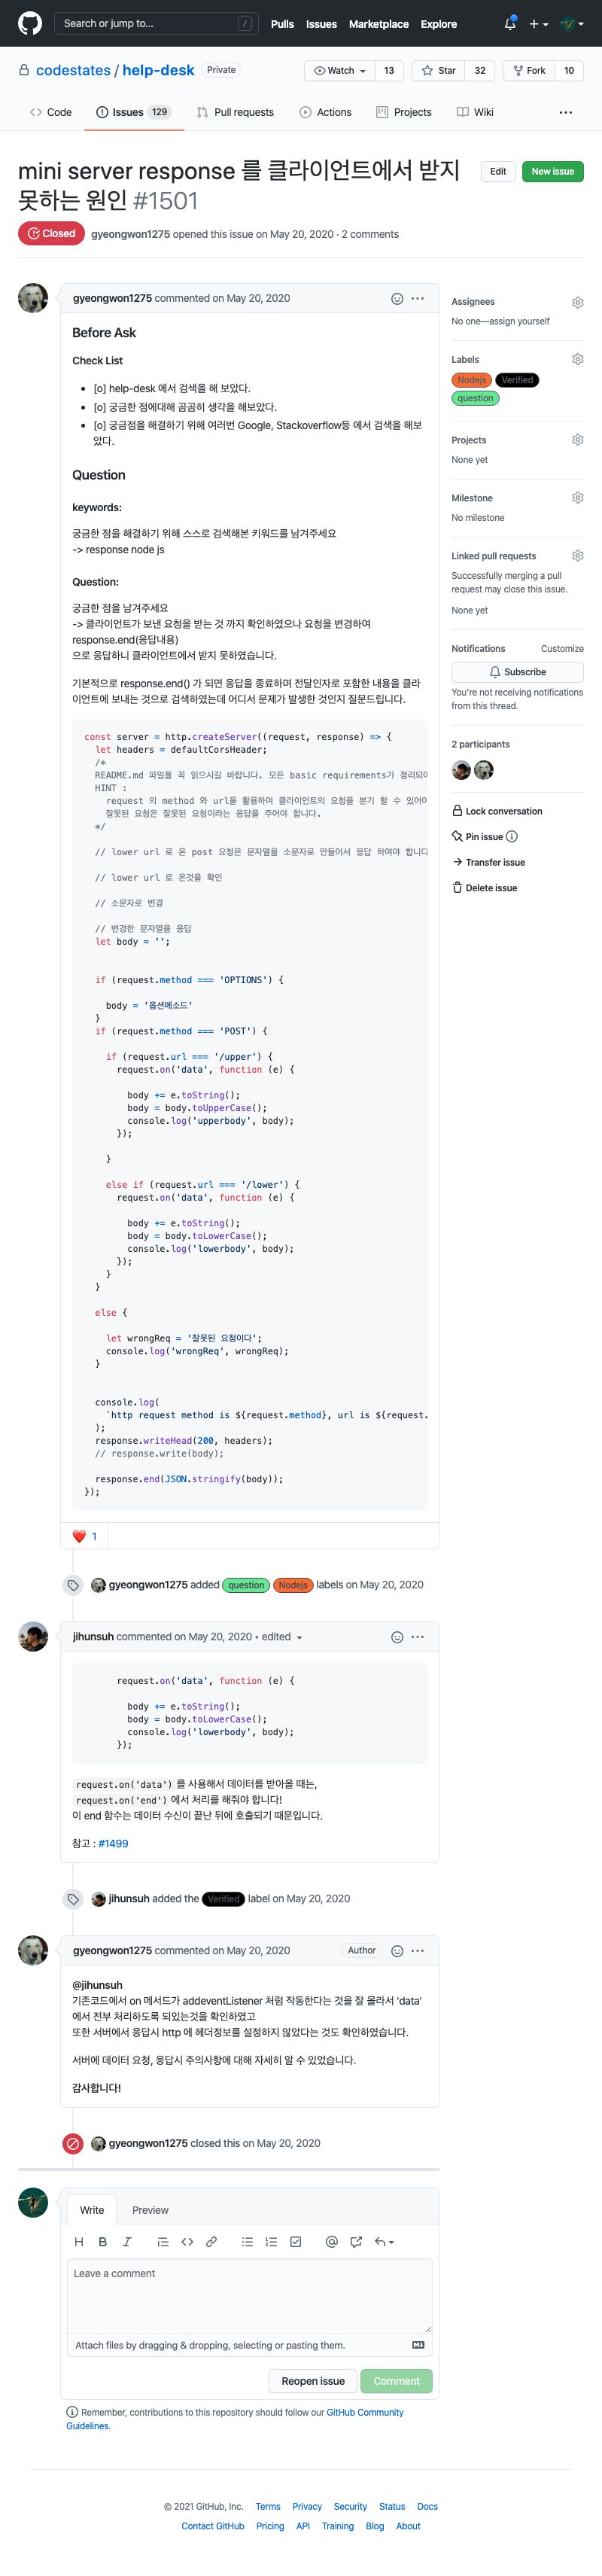 Search or jump to... /
Pulls Issues Marketplace Explore
codestates / help-desk Private
Watch 13 Star 32 Fork 10
Code Issues 129 Pull requests Actions Projects Wiki
mini server response 를 클라이언트에서 받지
못하는 원인 #1501
Edit New issue
Closed gyeongwon1275 opened this issue on May 20, 2020 · 2 comments
gyeongwon1275 commented on May 20, 2020
Before Ask
Check List
• [o] help-desk 에서 검색을 해 보았다.
• [o] 궁금한 점에대해 곰곰히 생각을 해보았다.
• [o] 궁금점을 해결하기 위해 여러번 Google, Stackoverflow등 에서 검색을 해보
았다.
Question
keywords:
궁금한 점을 해결하기 위해 스스로 검색해본 키워드를 남겨주세요
-> response node js
Question:
궁금한 점을 남겨주세요
-> 클라이언트가 보낸 요청을 받는 것 까지 확인하였으나 요청을 변경하여
response.end(응답내용)
으로 응답하니 클라이언트에서 받지 못하였습니다.
기본적으로 response.end() 가 되면 응답을 종료하며 전달인자로 포함한 내용을 클라
이언트에 보내는 것으로 검색하였는데 어디서 문제가 발생한 것인지 질문드립니다.
const server = http.createServer((request, response) => {
let headers = defaultCorsHeader;
/*
README.md 파일을 꼭 읽으시길 바랍니다. 모든 basic requirements가 정리되어
HINT :
request 의 method 와 url을 활용하여 클라이언트의 요청을 분기 할 수 있어야
잘못된 요청은 잘못된 요청이라는 응답을 주어야 합니다.
*/
// lower url 로 온 post 요청은 문자열을 소문자로 만들어서 응답 하여야 합니다
// lower url 로 온것을 확인
// 소문자로 변경
// 변경한 문자열을 응답
let body = '';
if (request.method === 'OPTIONS') {
body = '옵션메소드'
}
if (request.method === 'POST') {
if (request.url === '/upper') {
request.on('data', function (e) {
body += e.toString();
body = body.toUpperCase();
console.log('upperbody', body);
});
}
else if (request.url === '/lower') {
request.on('data', function (e) {
body += e.toString();
body = body.toLowerCase();
console.log('lowerbody', body);
});
}
}
else {
let wrongReq = '잘못된 요청이다';
console.log('wrongReq', wrongReq);
}
console.log(
`http request method is ${request.method}, url is ${request.
);
response.writeHead(200, headers);
// response.write(body);
response.end(JSON.stringify(body));
});
❤️ 1
gyeongwon1275 added question Nodejs labels on May 20, 2020
jihunsuh commented on May 20, 2020 • edited
request.on('data', function (e) {
body += e.toString();
body = body.toLowerCase();
console.log('lowerbody', body);
});
request.on('data') 를 사용해서 데이터를 받아올 때는,
request.on('end') 에서 처리를 해줘야 합니다!
이 end 함수는 데이터 수신이 끝난 뒤에 호출되기 때문입니다.
참고 : #1499
jihunsuh added the Verified label on May 20, 2020
gyeongwon1275 commented on May 20, 2020 Author
@jihunsuh
기존코드에서 on 메서드가 addeventListener 처럼 작동한다는 것을 잘 몰라서 'data'
에서 전부 처리하도록 되있는것을 확인하였고
또한 서버에서 응답시 http 에 헤더정보를 설정하지 않았다는 것도 확인하였습니다.
서버에 데이터 요청, 응답시 주의사항에 대해 자세히 알 수 있었습니다.
감사합니다!
gyeongwon1275 closed this on May 20, 2020
Write Preview
Leave a comment
Attach files by dragging & dropping, selecting or pasting them.
Reopen issue Comment
Remember, contributions to this repository should follow our GitHub Community
Guidelines.
Assignees
No one—assign yourself
Labels
Nodejs Verified
question
Projects
None yet
Milestone
No milestone
Linked pull requests
Successfully merging a pull
request may close this issue.
None yet
Notifications Customize
Subscribe
You're not receiving notifications
from this thread.
2 participants
Lock conversation
Pin issue
Transfer issue
Delete issue
© 2021 GitHub, Inc. Terms Privacy Security Status Docs
Contact GitHub Pricing API Training Blog About